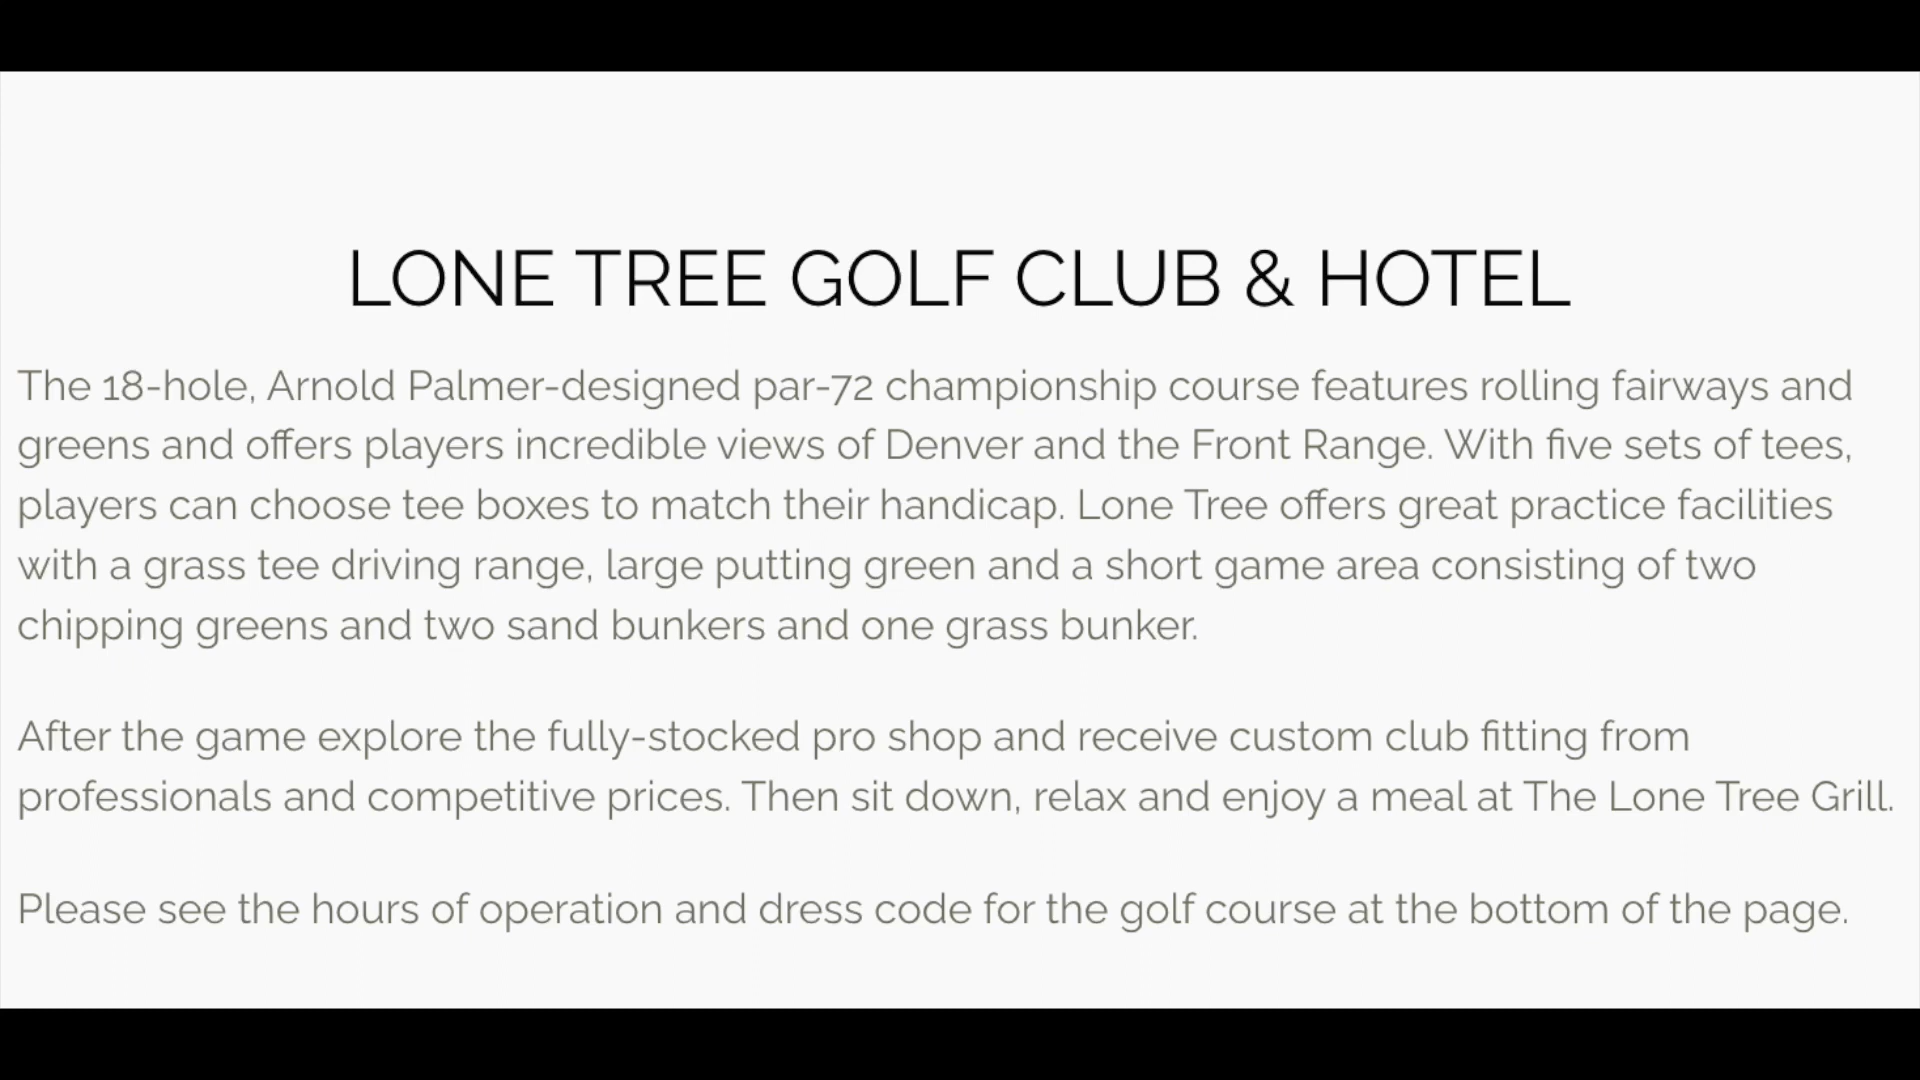 LONE TREE GOLF CLUB & HOTEL
The 18-hole, Arnold Palmer-designed par-72 championship course features rolling fairways and
greens and offers players incredible views of Denver and the Front Range. With five sets of tees,
players can choose tee boxes to match their handicap. Lone Tree offers great practice facilities
with a grass tee driving range, large putting green and a short game area consisting of two
chipping greens and two sand bunkers and one grass bunker.
After the game explore the fully-stocked pro shop and receive custom club fitting from
professionals and competitive prices. Then sit down, relax and enjoy a meal at The Lone Tree Grill.
Please see the hours of operation and dress code for the golf course at the bottom of the page.